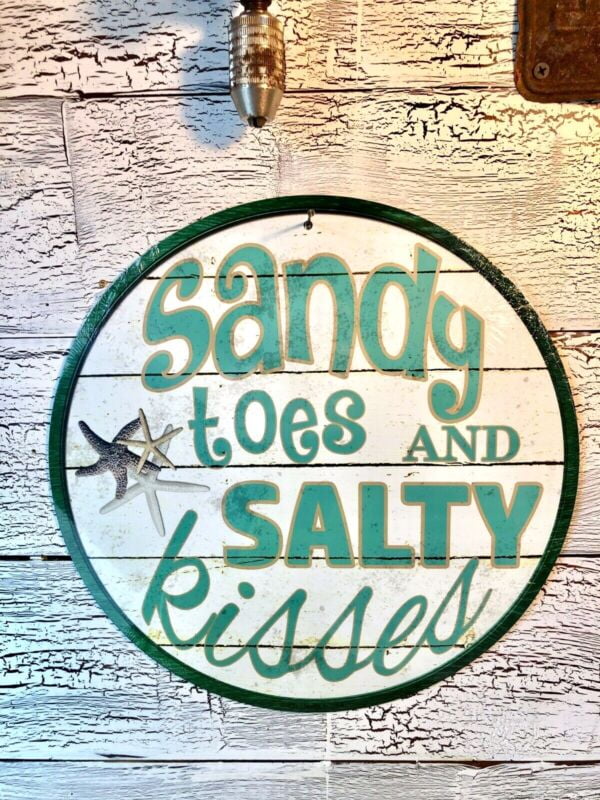 Sandy
toes AND
SALTY
kisses